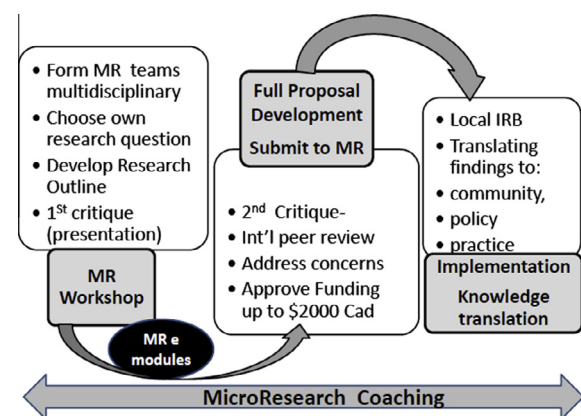 • Form MR teams
multidisciplinary
• Choose own
research question
• Develop Research
Outline
• 1St critique
(presentation)
MR
Workshop
MR e
modules
Full Proposal
Development
Submit to MR
• 2nd Critique-
• Int'l peer review
• Address concerns
• Approve Funding
up to $2000 Cad
• Local IRB
• Translating
findings to:
• community,
• policy
• practice
Implementation
Knowledge
translation
MicroResearch Coaching